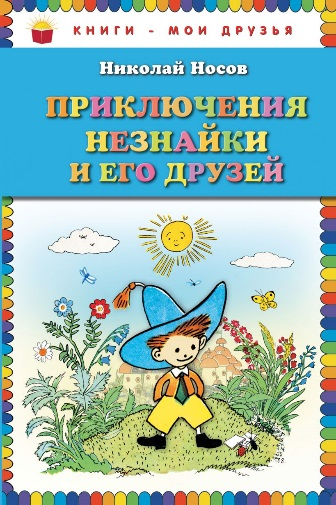 КНИГИ - МОИ ДРУЗЬЯ
Николай Носов
ПРИКЛЮЧЕНИЯ
НЕЗНАЙКИ
И ЕГО ДРУЗЕЙ